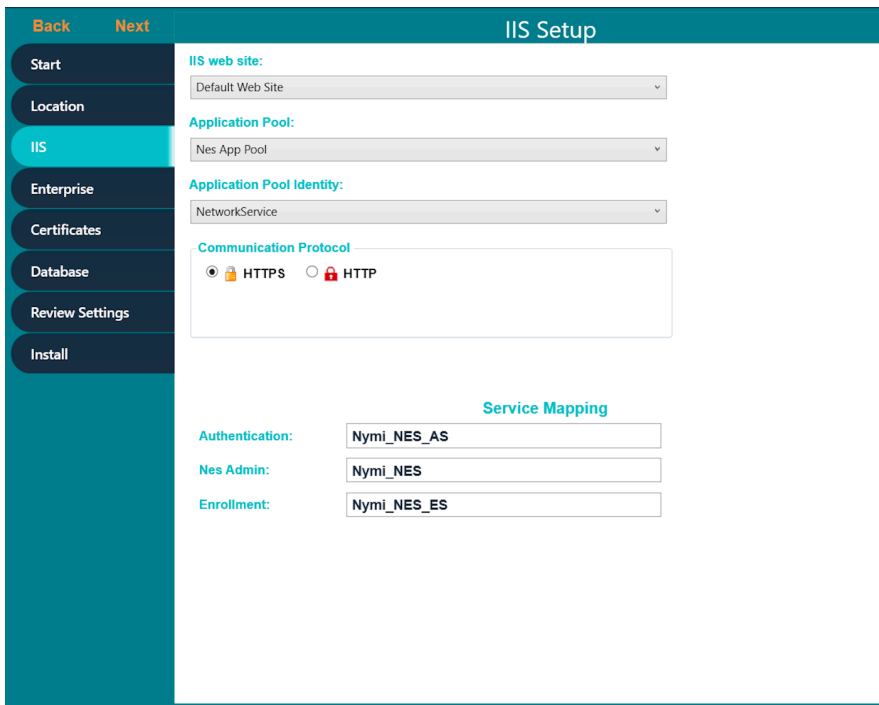 Back Next
IIS Setup
Start
Location
IIS
Enterprise
Certificates
Database
Review Settings
Install
IIS web site:
Default Web Site
Application Pool:
Nes App Pool
Application Pool Identity:
NetworkService
Communication Protocol
HTTPS HTTP
Service Mapping
Authentication: Nymi_NES_AS
Nes Admin: Nymi_NES
Enrollment: Nymi_NES_ES